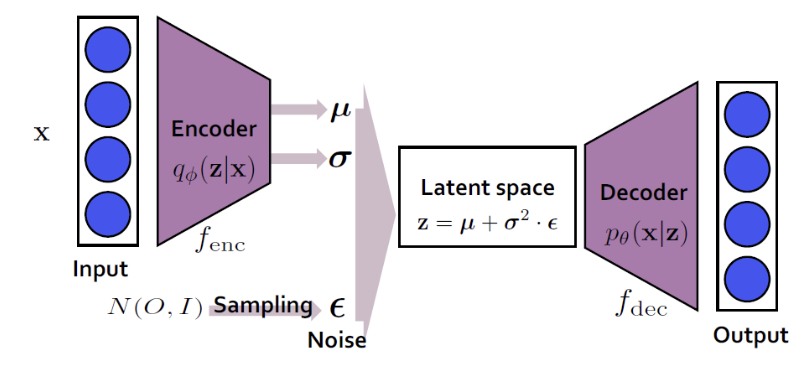 x
Input
Encoder
qϕ(z|x)
fenc
μ
σ
N(O, I) Sampling ϵ
Noise
Latent space
z = μ + σ² · ϵ
Decoder
pθ(x|z)
fdec
Output